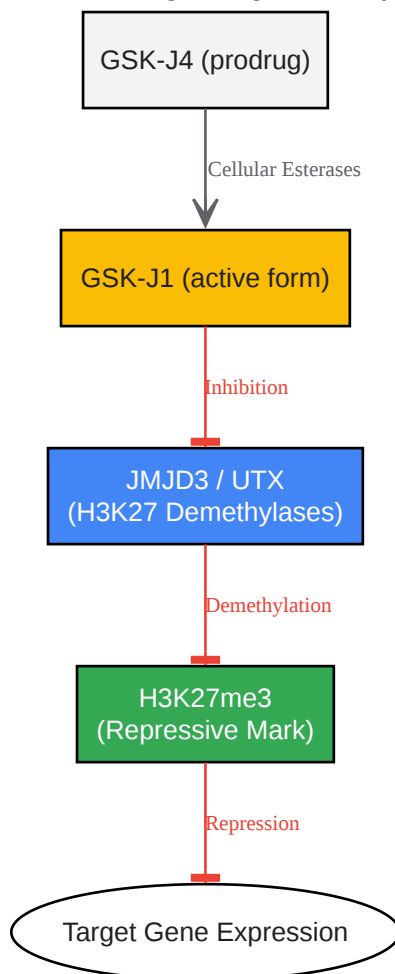 GSK-J4 (prodrug)
Cellular Esterases
GSK-J1 (active form)
Inhibition
JMJD3 / UTX
(H3K27 Demethylases)
Demethylation
H3K27me3
(Repressive Mark)
Repression
Target Gene Expression